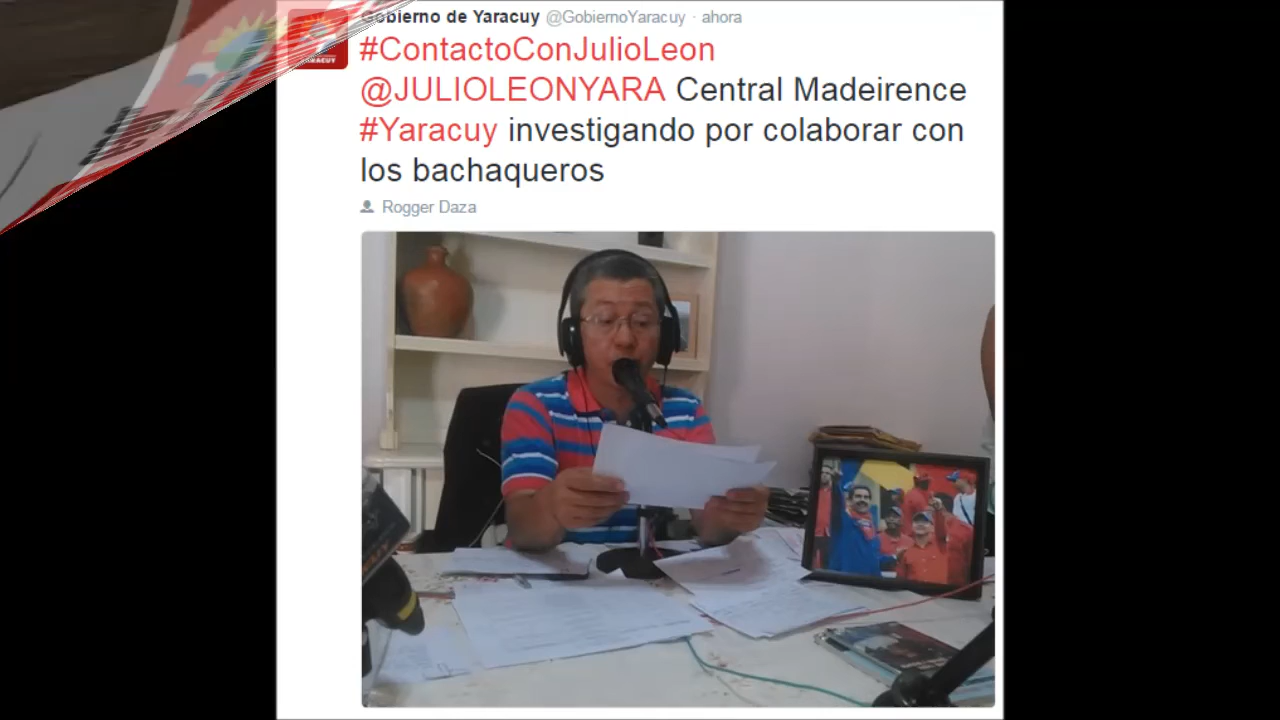 Gobierno de Yaracuy @GobiernoYaracuy · ahora
#ContactoConJulioLeon
@JULIOLEONYARA Central Madeirence
#Yaracuy investigando por colaborar con
los bachaqueros
Rogger Daza